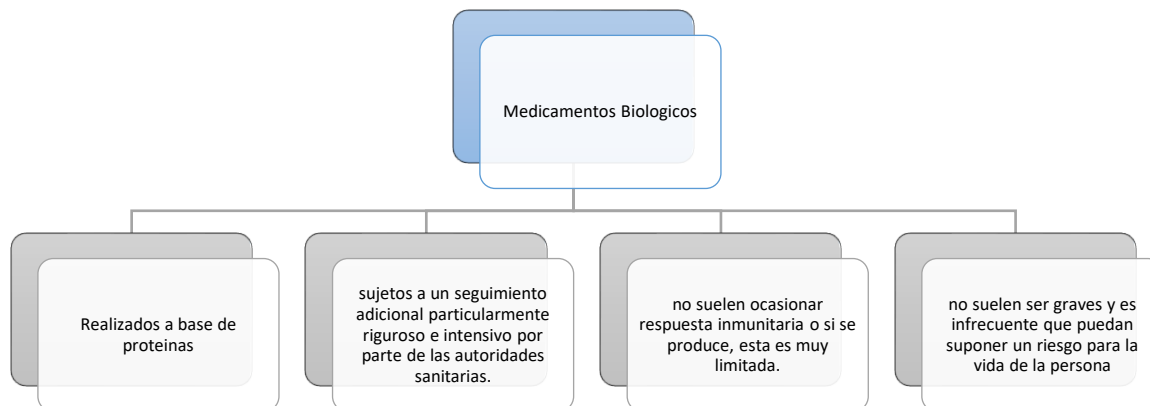 Medicamentos Biologicos
Realizados a base de
proteinas
sujetos a un seguimiento
adicional particularmente
riguroso e intensivo por
parte de las autoridades
sanitarias.
no suelen ocasionar
respuesta inmunitaria o si se
produce, esta es muy
limitada.
no suelen ser graves y es
infrecuente que puedan
suponer un riesgo para la
vida de la persona